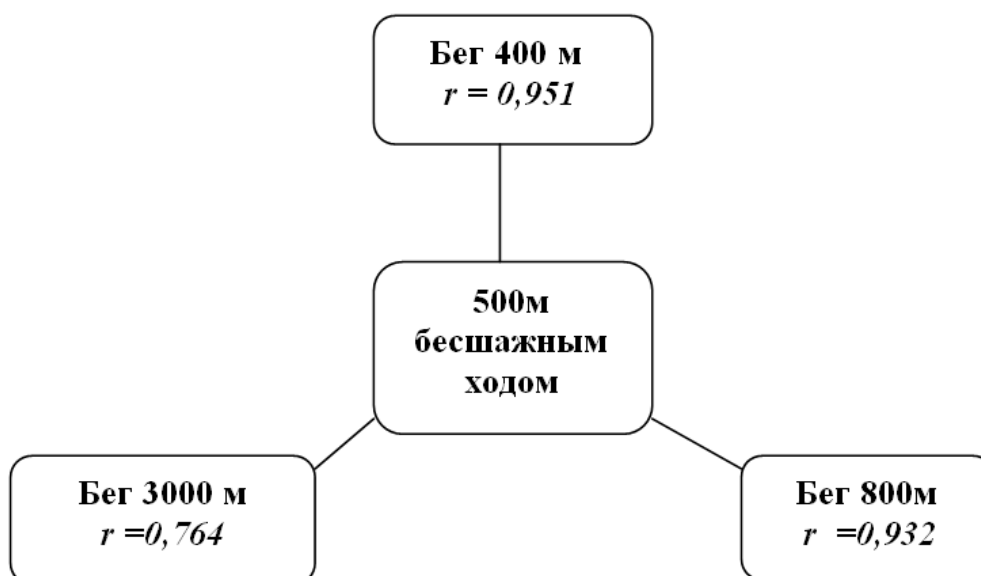 Бег 400 м
r = 0,951
500м
бесшажным
ходом
Бег 3000 м
r =0,764
Бег 800м
r =0,932